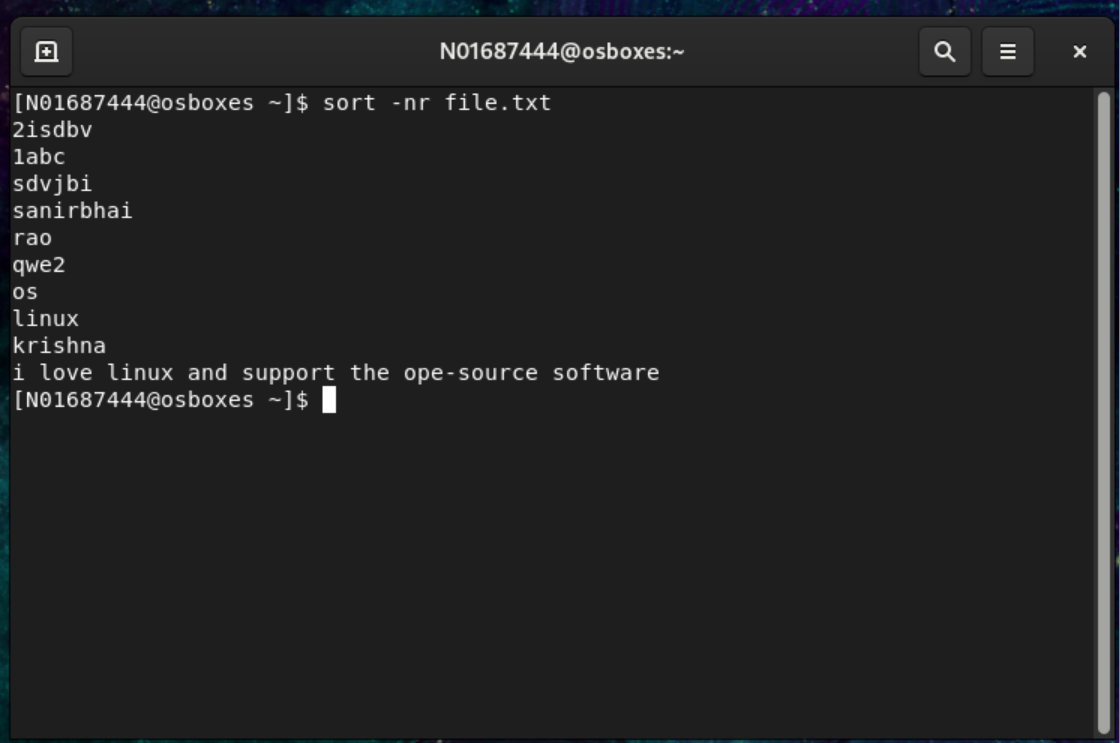 N01687444@osboxes:~
[N01687444@osboxes ~]$ sort -nr file.txt
2isdbv
1abc
sdvjbi
sanirbhai
rao
qwe2
os
linux
krishna
i love linux and support the ope-source software
[N01687444@osboxes ~]$